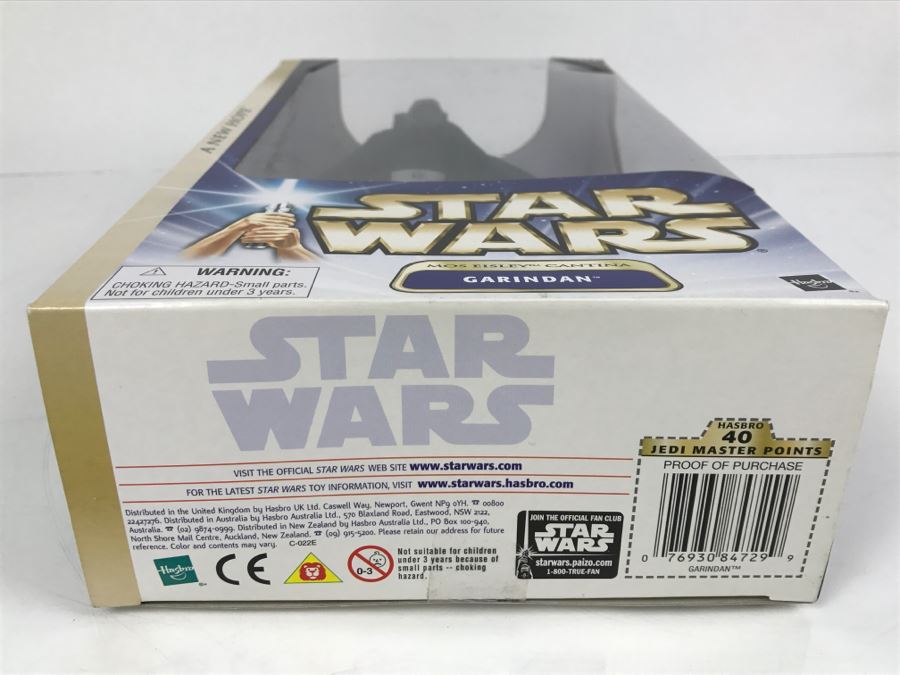 A NEW HOPE
STAR
WARS®
MOS EISLEY™ CANTINA
GARINDAN™
WARNING:
CHOKING HAZARD-Small parts.
Not for children under 3 years.
Hasbro
STAR
WARS
VISIT THE OFFICIAL STAR WARS WEB SITE www.starwars.com
FOR THE LATEST STAR WARS TOY INFORMATION, VISIT www.starwars.hasbro.com
Distributed in the United Kingdom by Hasbro UK Ltd. Caswell Way, Newport, Gwent NP9 0YH. ☎ 00800
22427276. Distributed in Australia by Hasbro Australia Ltd., 570 Blaxland Road, Eastwood, NSW 2122,
Australia. ☎ (02) 9874-0999. Distributed in New Zealand by Hasbro Australia Ltd., PO Box 100-940,
North Shore Mail Centre, Auckland, New Zealand. ☎ (09) 915-5200. Please retain our address for future
reference. Color and contents may vary. C-022E
Hasbro
CE
0-3
Not suitable for children
under 3 years because of
small parts -- choking
hazard.
JOIN THE OFFICIAL FAN CLUB
STAR
WARS
starwars.paizo.com
1-800-TRUE-FAN
HASBRO
40
JEDI MASTER POINTS
PROOF OF PURCHASE
0 76930 84729 9
GARINDAN™